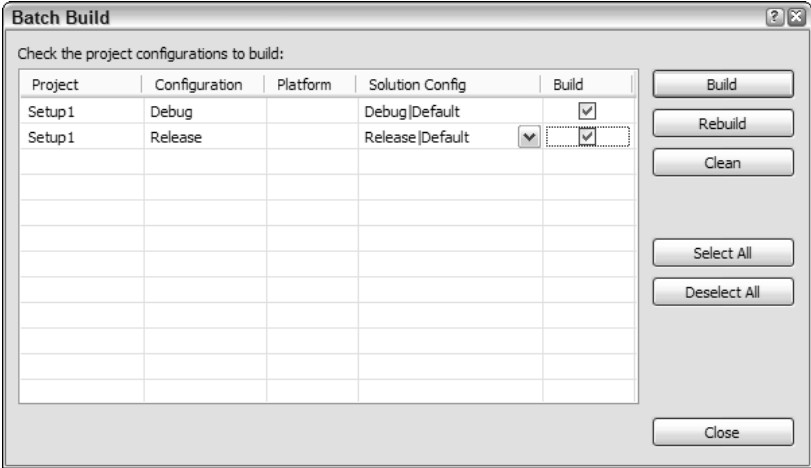 Batch Build
Check the project configurations to build:
Project Configuration Platform Solution Config Build
Setup1 Debug Debug|Default
Setup1 Release Release|Default
Build
Rebuild
Clean
Select All
Deselect All
Close